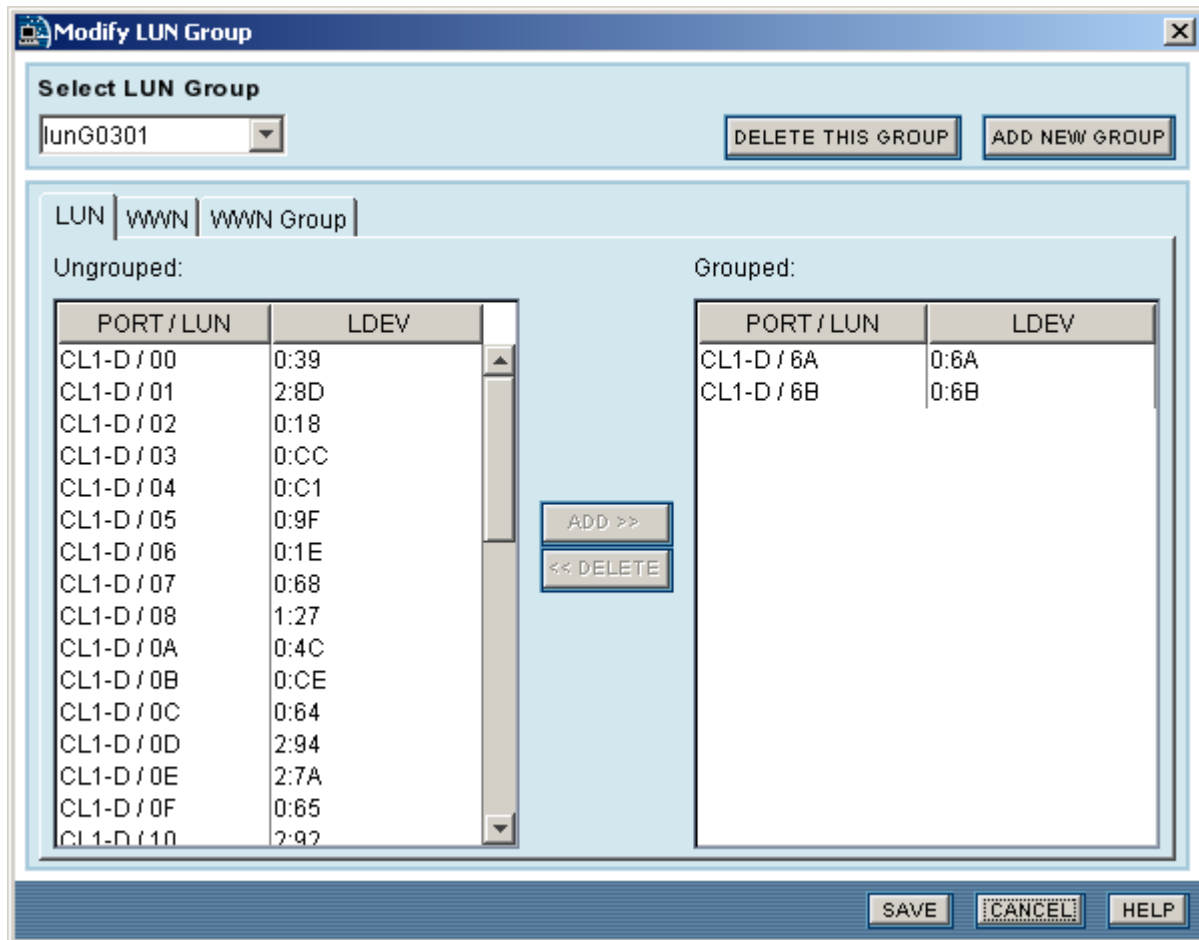 Modify LUN Group
Select LUN Group
lunG0301
DELETE THIS GROUP ADD NEW GROUP
LUN WWN WWN Group
Ungrouped: Grouped:
PORT / LUN LDEV PORT / LUN LDEV
CL1-D / 00 0:39 CL1-D / 6A 0:6A
CL1-D / 01 2:8D CL1-D / 6B 0:6B
CL1-D / 02 0:18
CL1-D / 03 0:CC
CL1-D / 04 0:C1
CL1-D / 05 0:9F
ADD >>
CL1-D / 06 0:1E
<< DELETE
CL1-D / 07 0:68
CL1-D / 08 1:27
CL1-D / 0A 0:4C
CL1-D / 0B 0:CE
CL1-D / 0C 0:64
CL1-D / 0D 2:94
CL1-D / 0E 2:7A
CL1-D / 0F 0:65
CL1-D / 10 2:92
SAVE CANCEL HELP